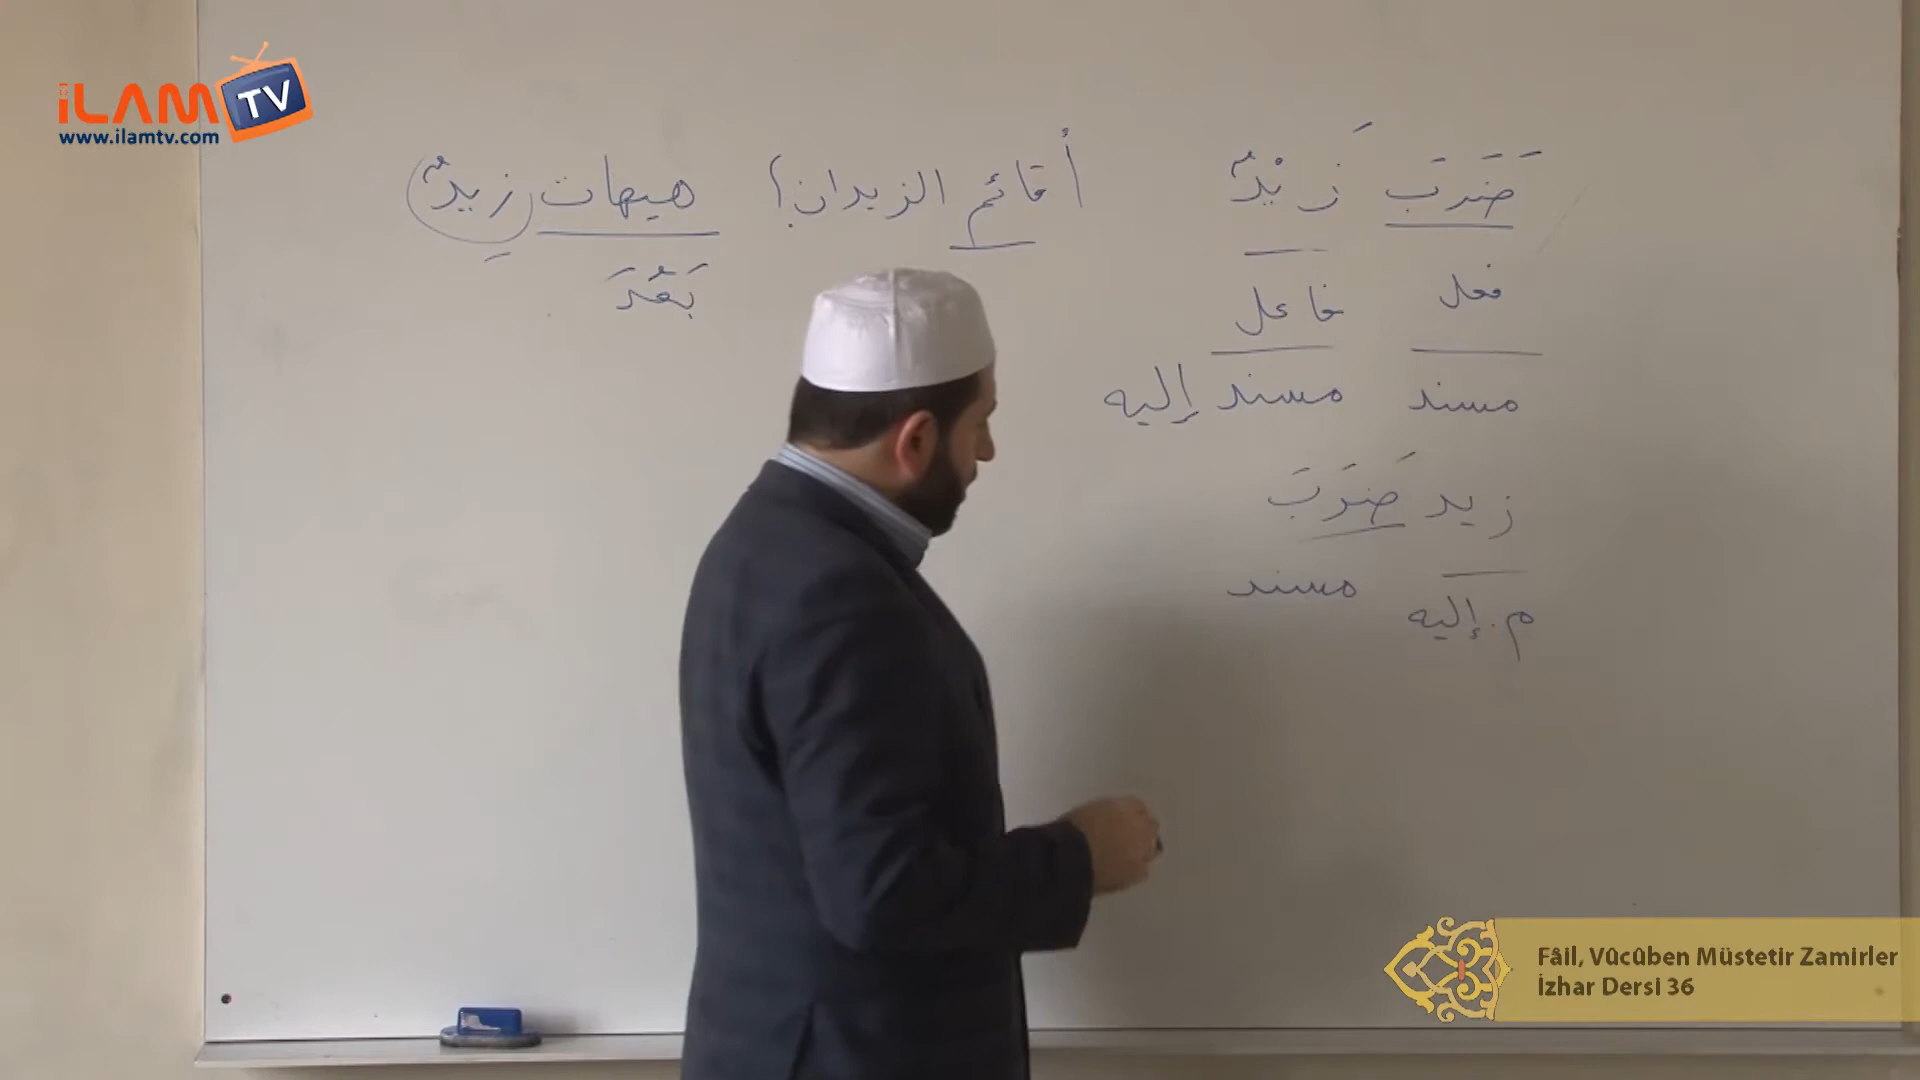 iLAM TV
www.ilamtv.com
ضَرَبَ زَيْدٌ أقائم الزيدان؟ هيهات زيدٌ
فعل فاعل بَعُدَ
مسند مسند إليه
زيد ضَرَبَ
م. إليه مسند
Fâil, Vûcûben Müstetir Zamirler
İzhar Dersi 36